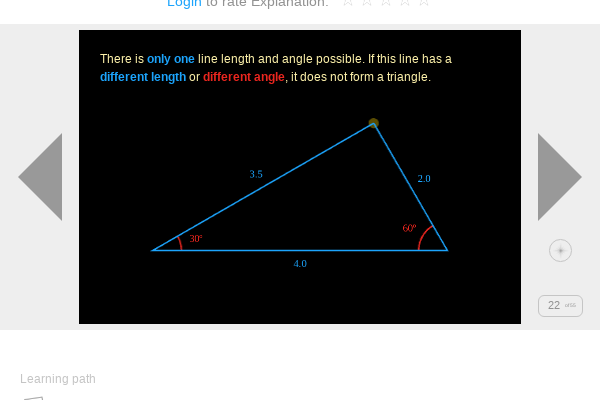 Login to rate Explanation:
There is only one line length and angle possible. If this line has a
different length or different angle, it does not form a triangle.
3.5
2.0
30°
60°
4.0
22 of 55
Learning path